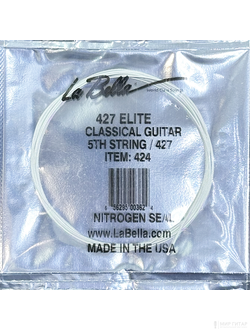 La Bella
427 ELITE
CLASSICAL GUITAR
5TH STRING / 427
ITEM: 424
NITROGEN SEAL
www.LaBella.com
MADE IN THE USA